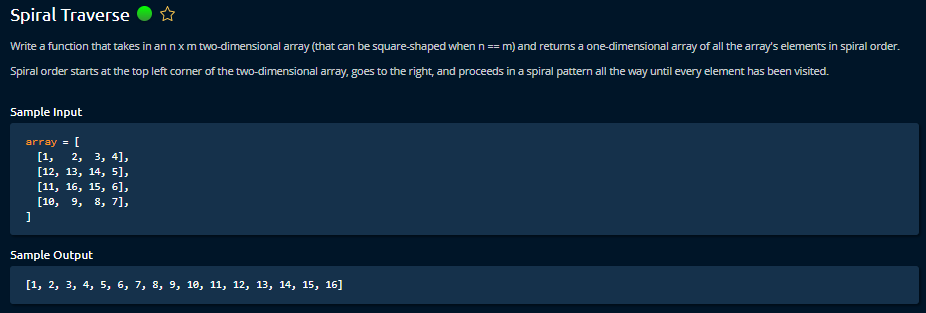 Spiral Traverse
Write a function that takes in an n x m two-dimensional array (that can be square-shaped when n == m) and returns a one-dimensional array of all the array's elements in spiral order.
Spiral order starts at the top left corner of the two-dimensional array, goes to the right, and proceeds in a spiral pattern all the way until every element has been visited.
Sample Input
array = [
  [1,   2,  3, 4],
  [12, 13, 14, 5],
  [11, 16, 15, 6],
  [10,  9,  8, 7],
]
Sample Output
[1, 2, 3, 4, 5, 6, 7, 8, 9, 10, 11, 12, 13, 14, 15, 16]